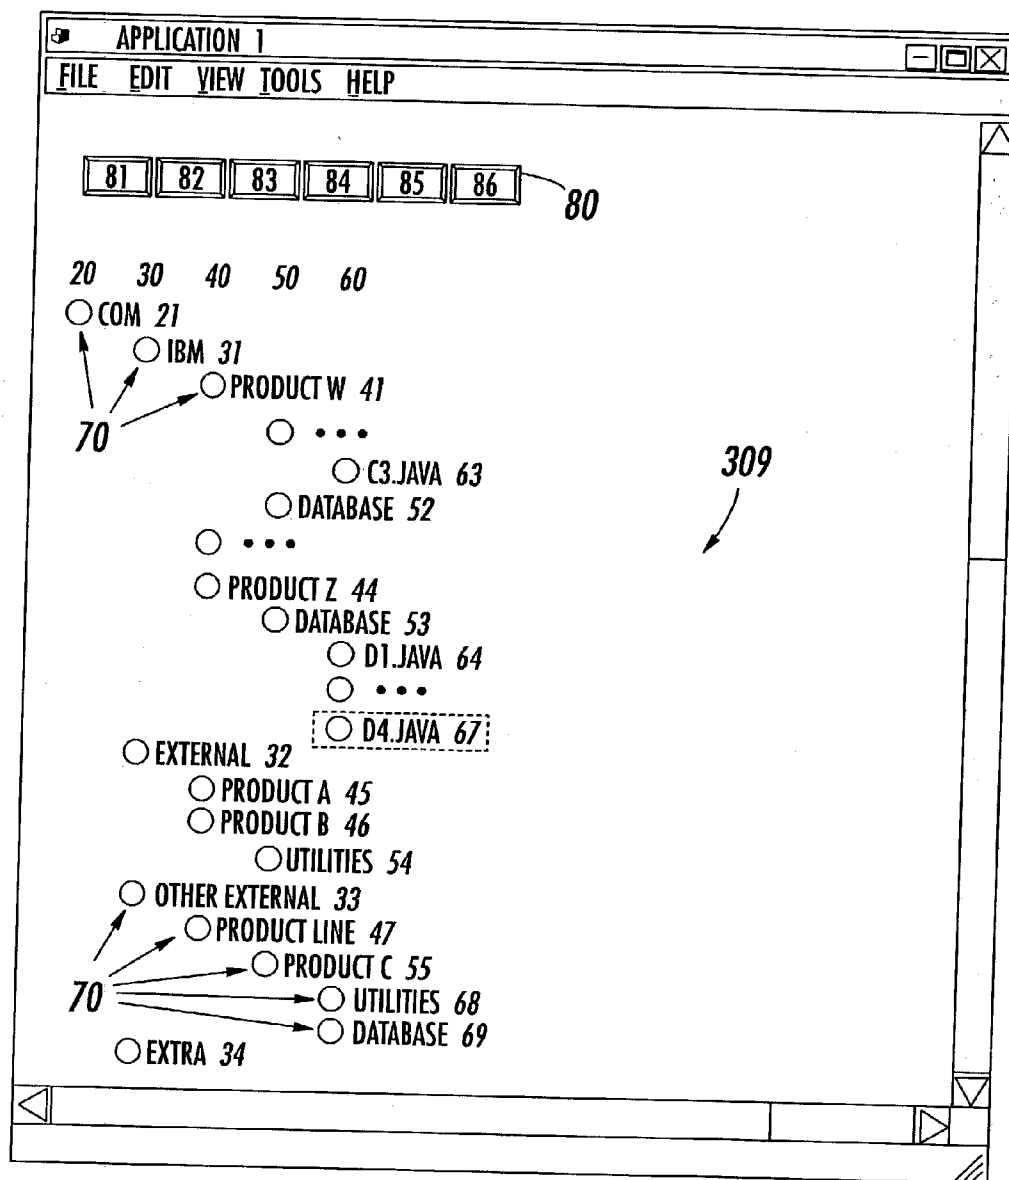 APPLICATION 1
FILE EDIT VIEW TOOLS HELP
81 82 83 84 85 86
80
20 30 40 50 60
COM 21
IBM 31
PRODUCT W 41
70
•••
C3.JAVA 63
309
DATABASE 52
•••
PRODUCT Z 44
DATABASE 53
D1.JAVA 64
•••
D4.JAVA 67
EXTERNAL 32
PRODUCT A 45
PRODUCT B 46
UTILITIES 54
OTHER EXTERNAL 33
PRODUCT LINE 47
PRODUCT C 55
70
UTILITIES 68
DATABASE 69
EXTRA 34